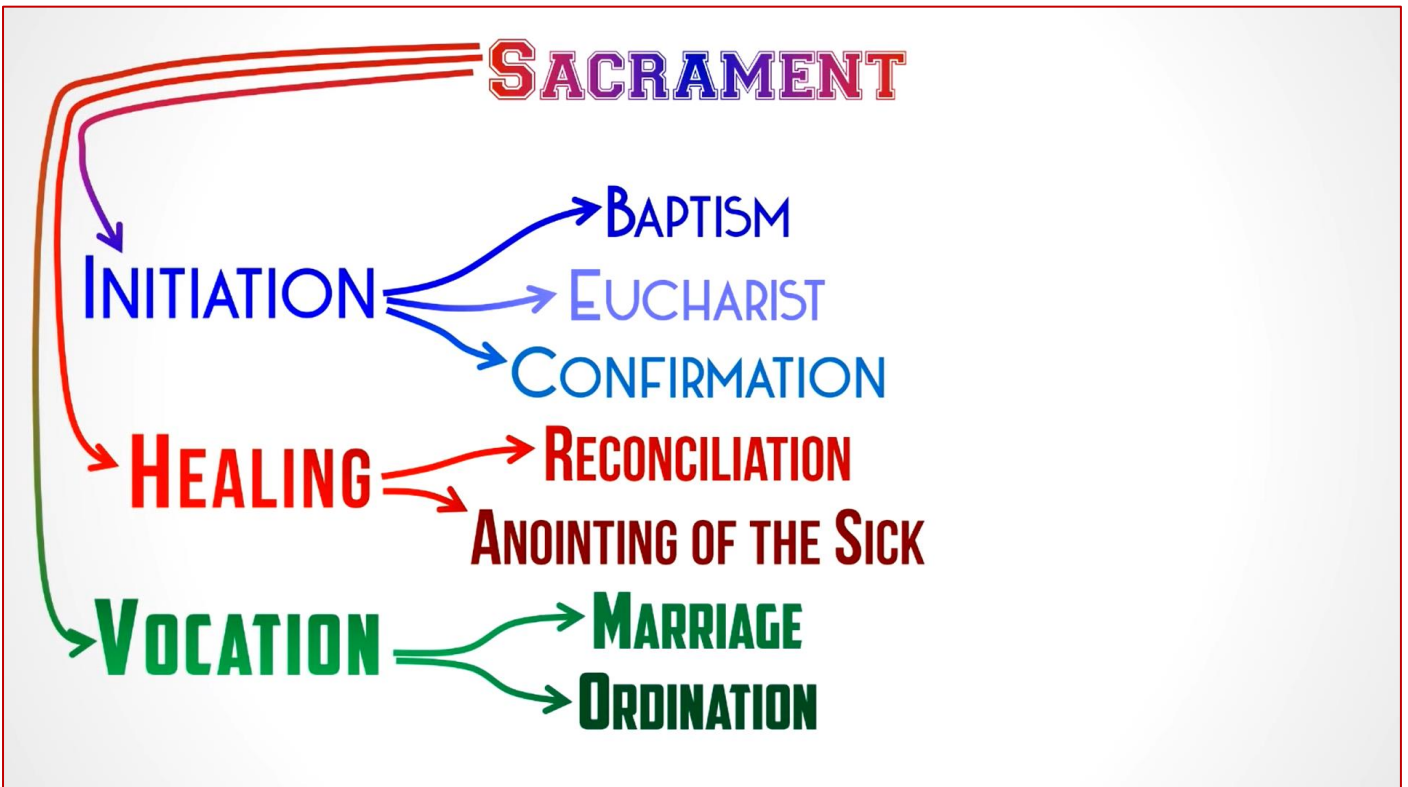 SACRAMENT
INITIATION
BAPTISM
EUCHARIST
CONFIRMATION
HEALING
RECONCILIATION
ANOINTING OF THE SICK
VOCATION
MARRIAGE
ORDINATION